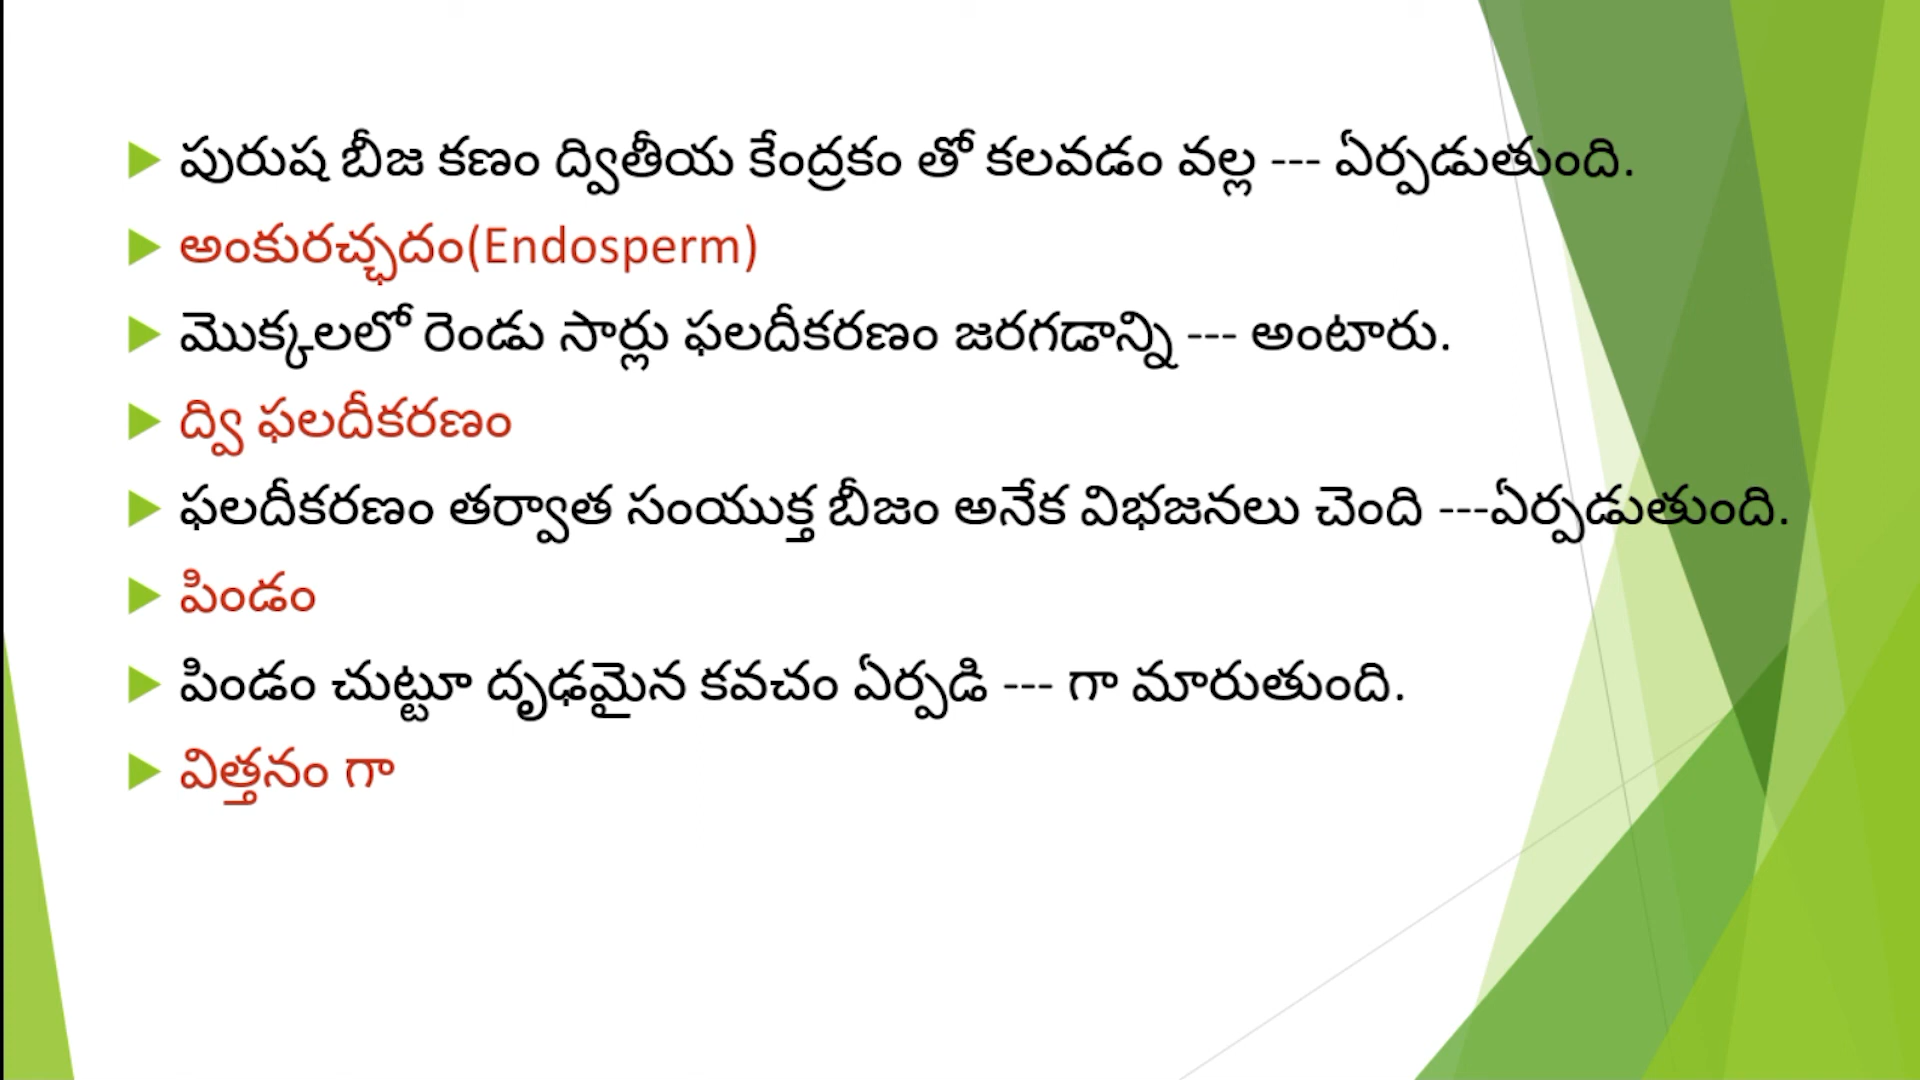 పురుష బీజ కణం ద్వితీయ కేంద్రకం తో కలవడం వల్ల --- ఏర్పడుతుంది.
అంకురచ్ఛదం(Endosperm)
మొక్కలలో రెండు సార్లు ఫలదీకరణం జరగడాన్ని --- అంటారు.
ద్వి ఫలదీకరణం
ఫలదీకరణం తర్వాత సంయుక్త బీజం అనేక విభజనలు చెంది ---ఏర్పడుతుంది.
పిండం
పిండం చుట్టూ దృఢమైన కవచం ఏర్పడి --- గా మారుతుంది.
విత్తనం గా